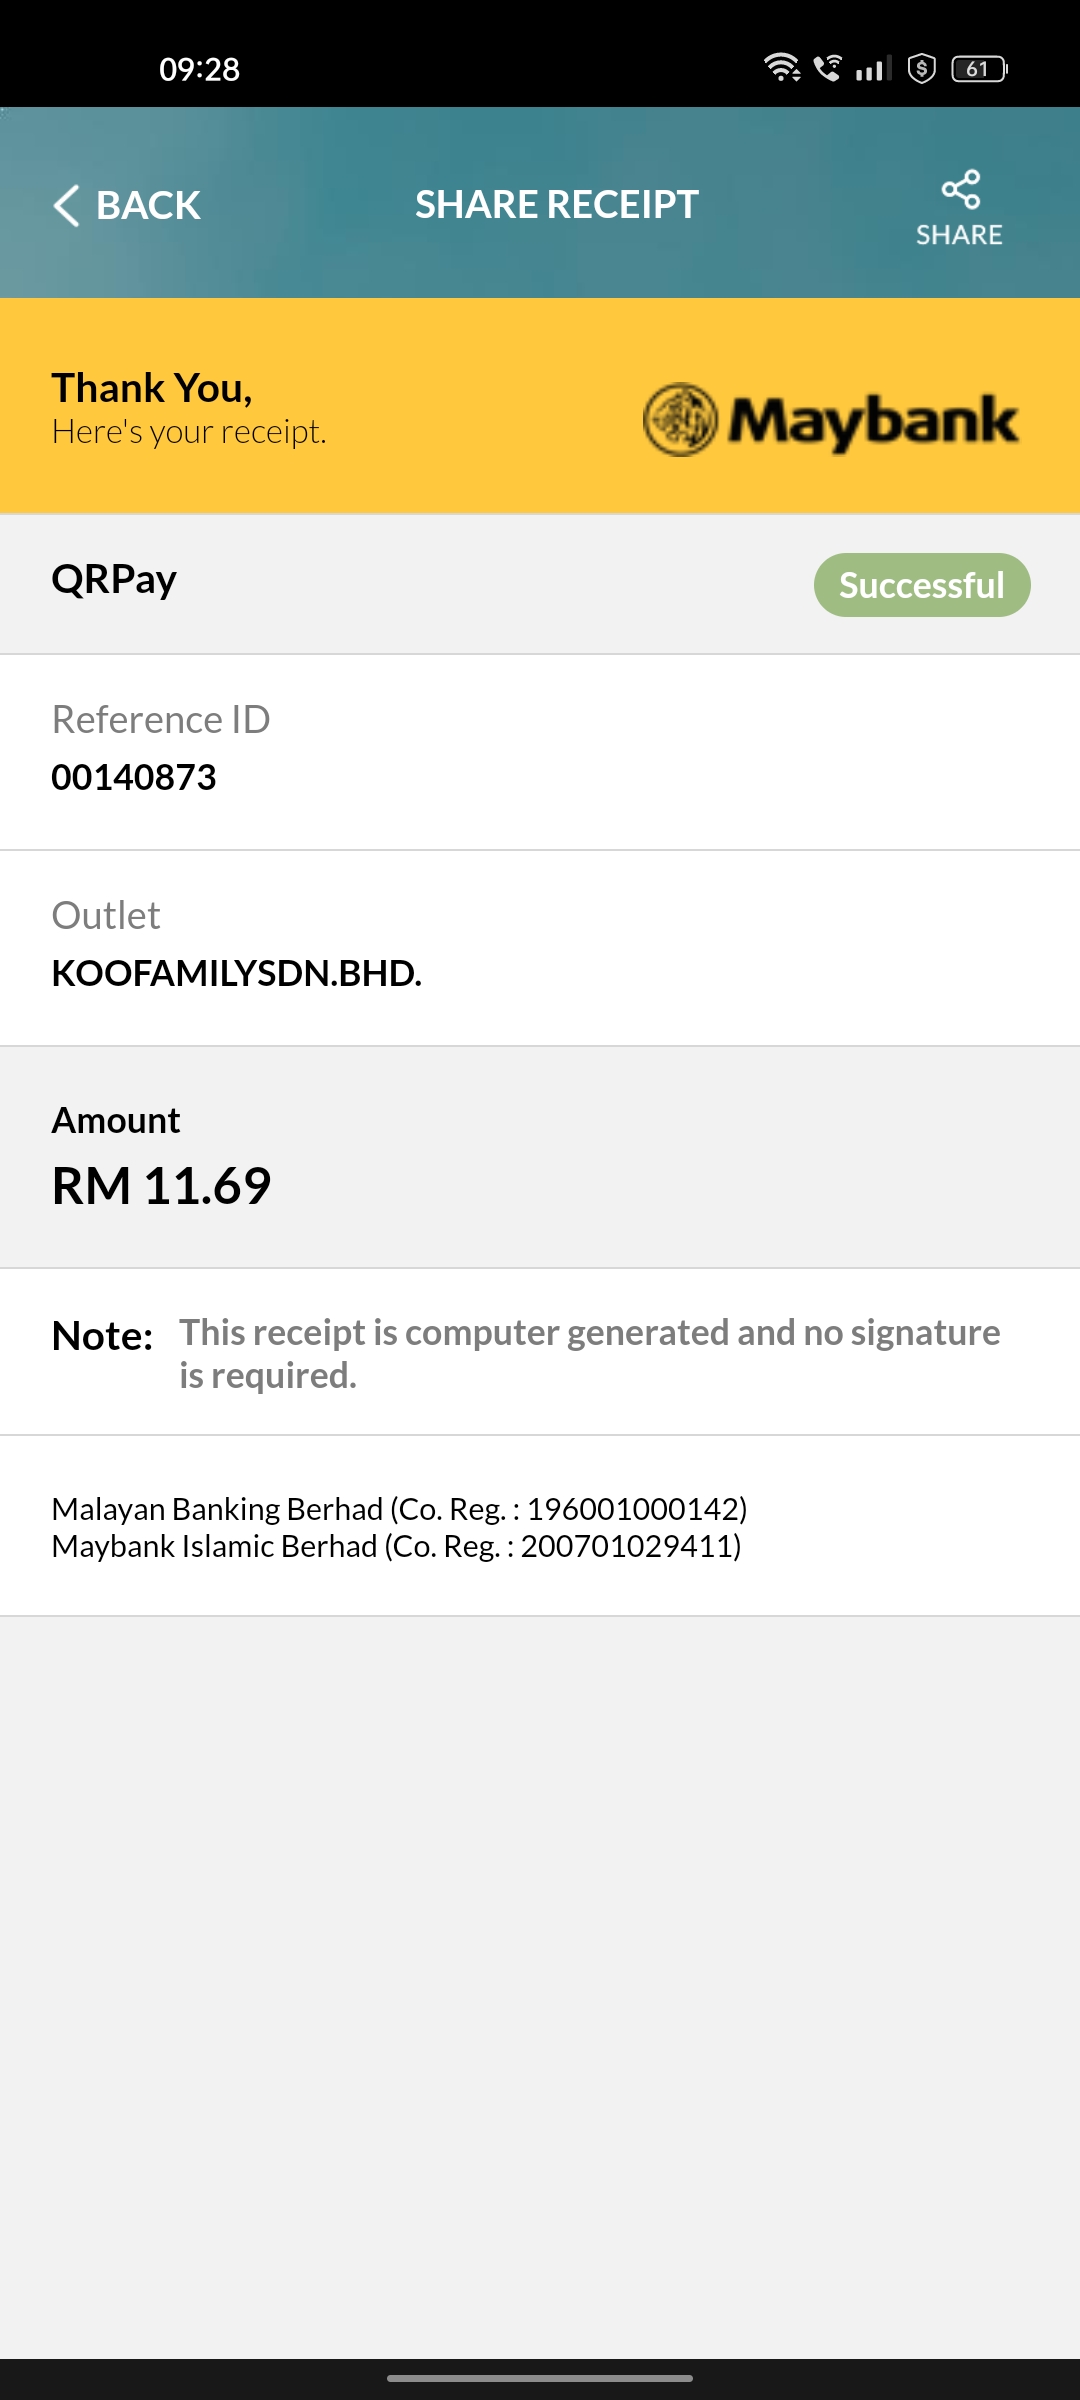 09:28
61
BACK
SHARE RECEIPT
SHARE
Thank You,
Here's your receipt.
Maybank
QRPay
Successful
Reference ID
00140873
Outlet
KOOFAMILYSDN.BHD.
Amount
RM 11.69
Note: This receipt is computer generated and no signature
is required.
Malayan Banking Berhad (Co. Reg. : 196001000142)
Maybank Islamic Berhad (Co. Reg. : 200701029411)